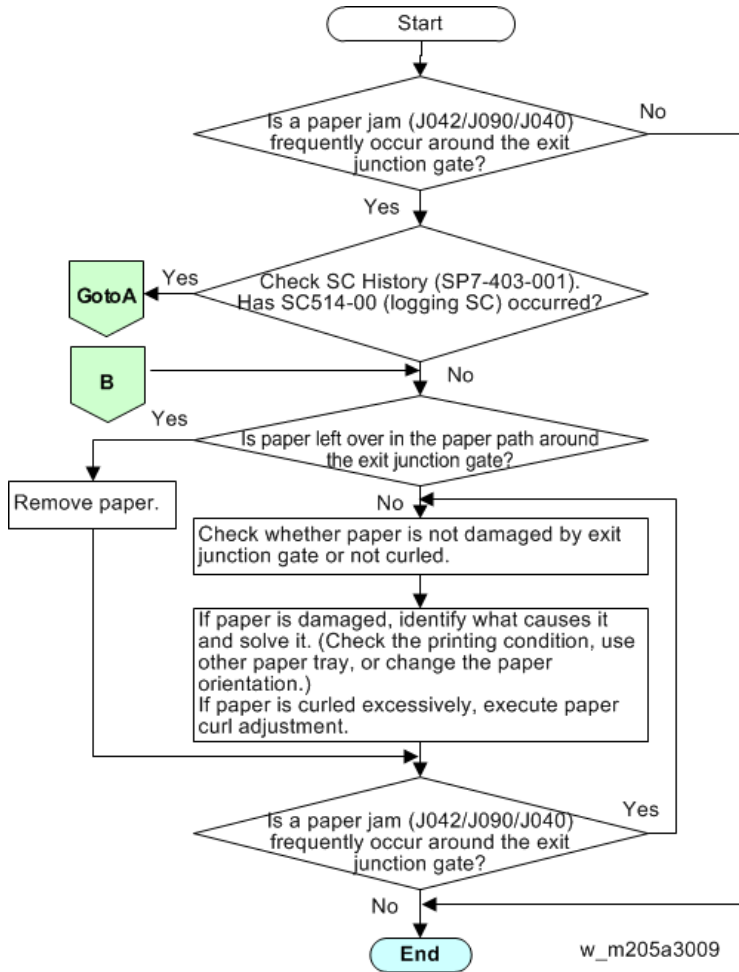 Start
Is a paper jam (J042/J090/J040)
frequently occur around the exit
junction gate?
No
Yes
Check SC History (SP7-403-001).
Has SC514-00 (logging SC) occurred?
Yes
GotoA
No
B
Is paper left over in the paper path around
the exit junction gate?
Yes
Remove paper.
No
Check whether paper is not damaged by exit
junction gate or not curled.
If paper is damaged, identify what causes it
and solve it. (Check the printing condition, use
other paper tray, or change the paper
orientation.)
If paper is curled excessively, execute paper
curl adjustment.
Is a paper jam (J042/J090/J040)
frequently occur around the exit
junction gate?
Yes
No
End
w_m205a3009